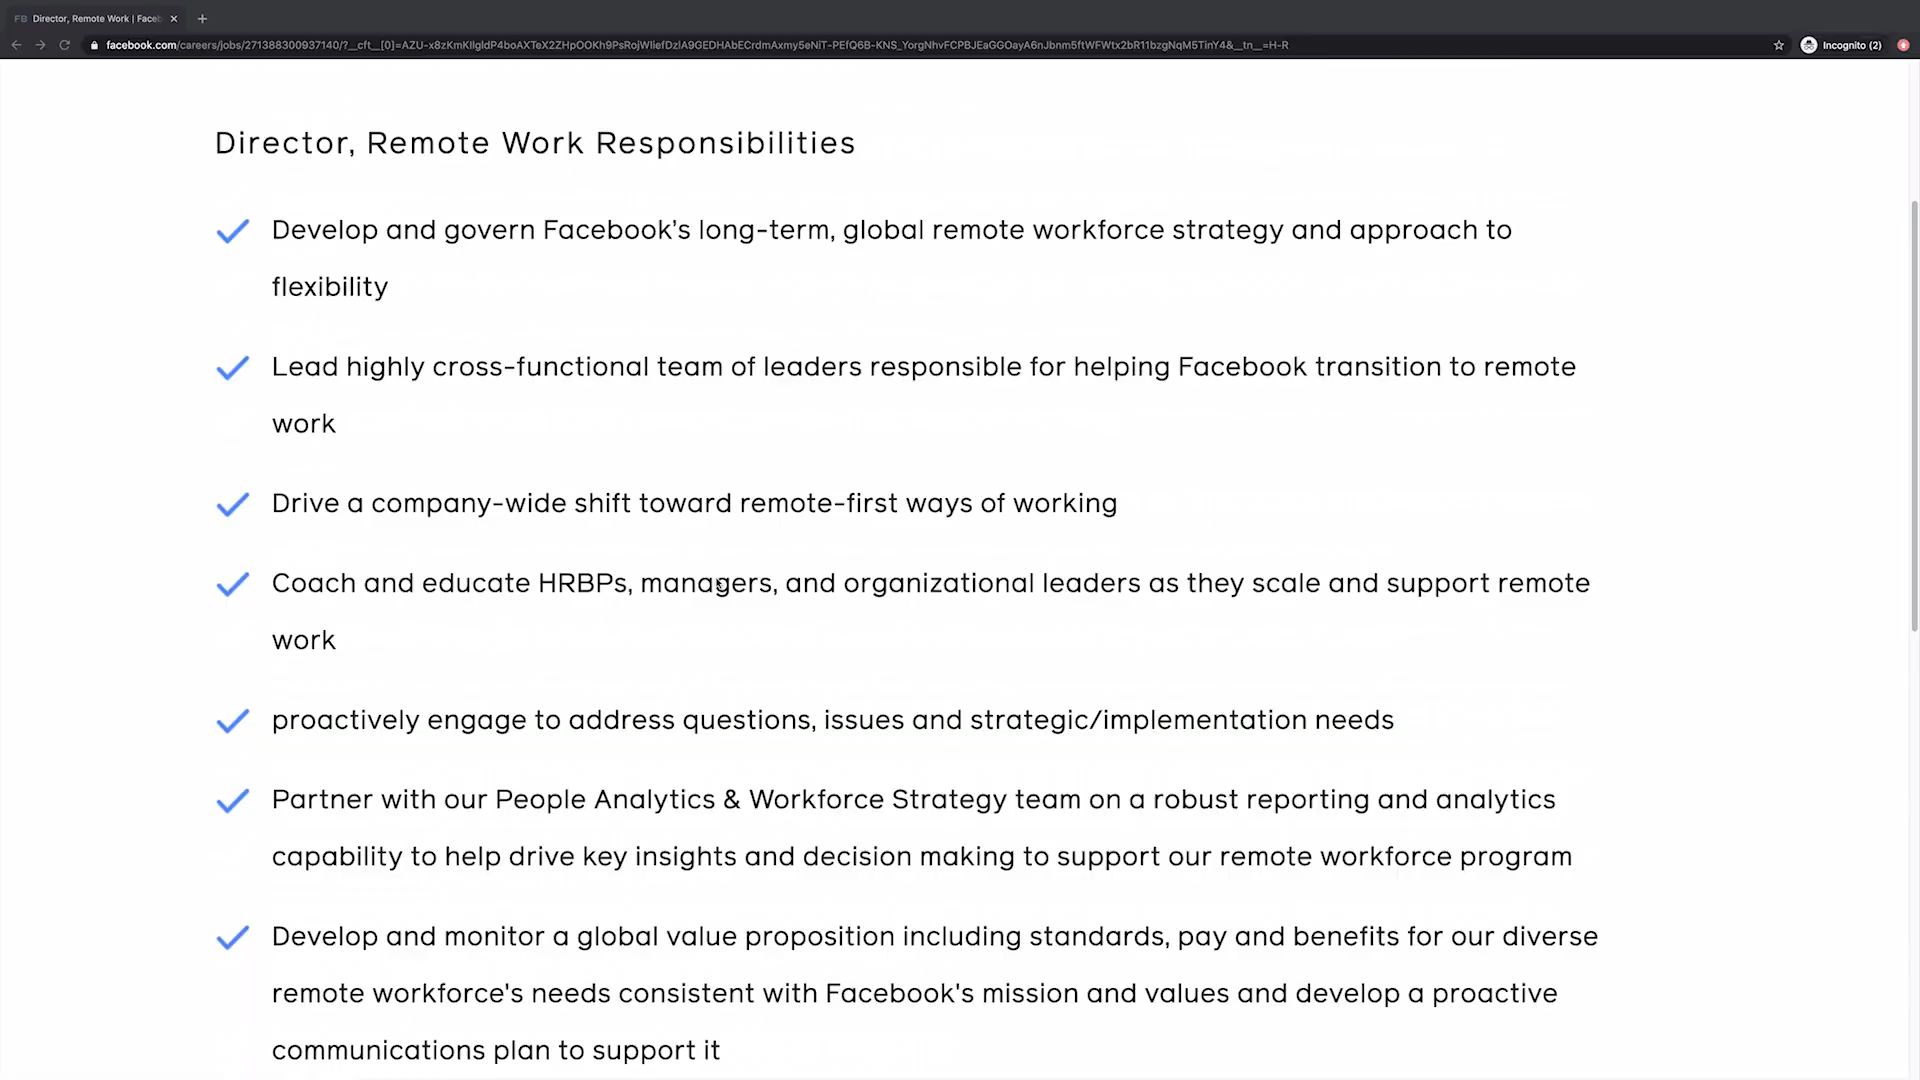 FB Director, Remote Work | Faceb
facebook.com/careers/jobs/271388300937140/
Incognito (2)
Director, Remote Work Responsibilities
Develop and govern Facebook’s long-term, global remote workforce strategy and approach to
flexibility
Lead highly cross-functional team of leaders responsible for helping Facebook transition to remote
work
Drive a company-wide shift toward remote-first ways of working
Coach and educate HRBPs, managers, and organizational leaders as they scale and support remote
work
proactively engage to address questions, issues and strategic/implementation needs
Partner with our People Analytics & Workforce Strategy team on a robust reporting and analytics
capability to help drive key insights and decision making to support our remote workforce program
Develop and monitor a global value proposition including standards, pay and benefits for our diverse
remote workforce's needs consistent with Facebook's mission and values and develop a proactive
communications plan to support it